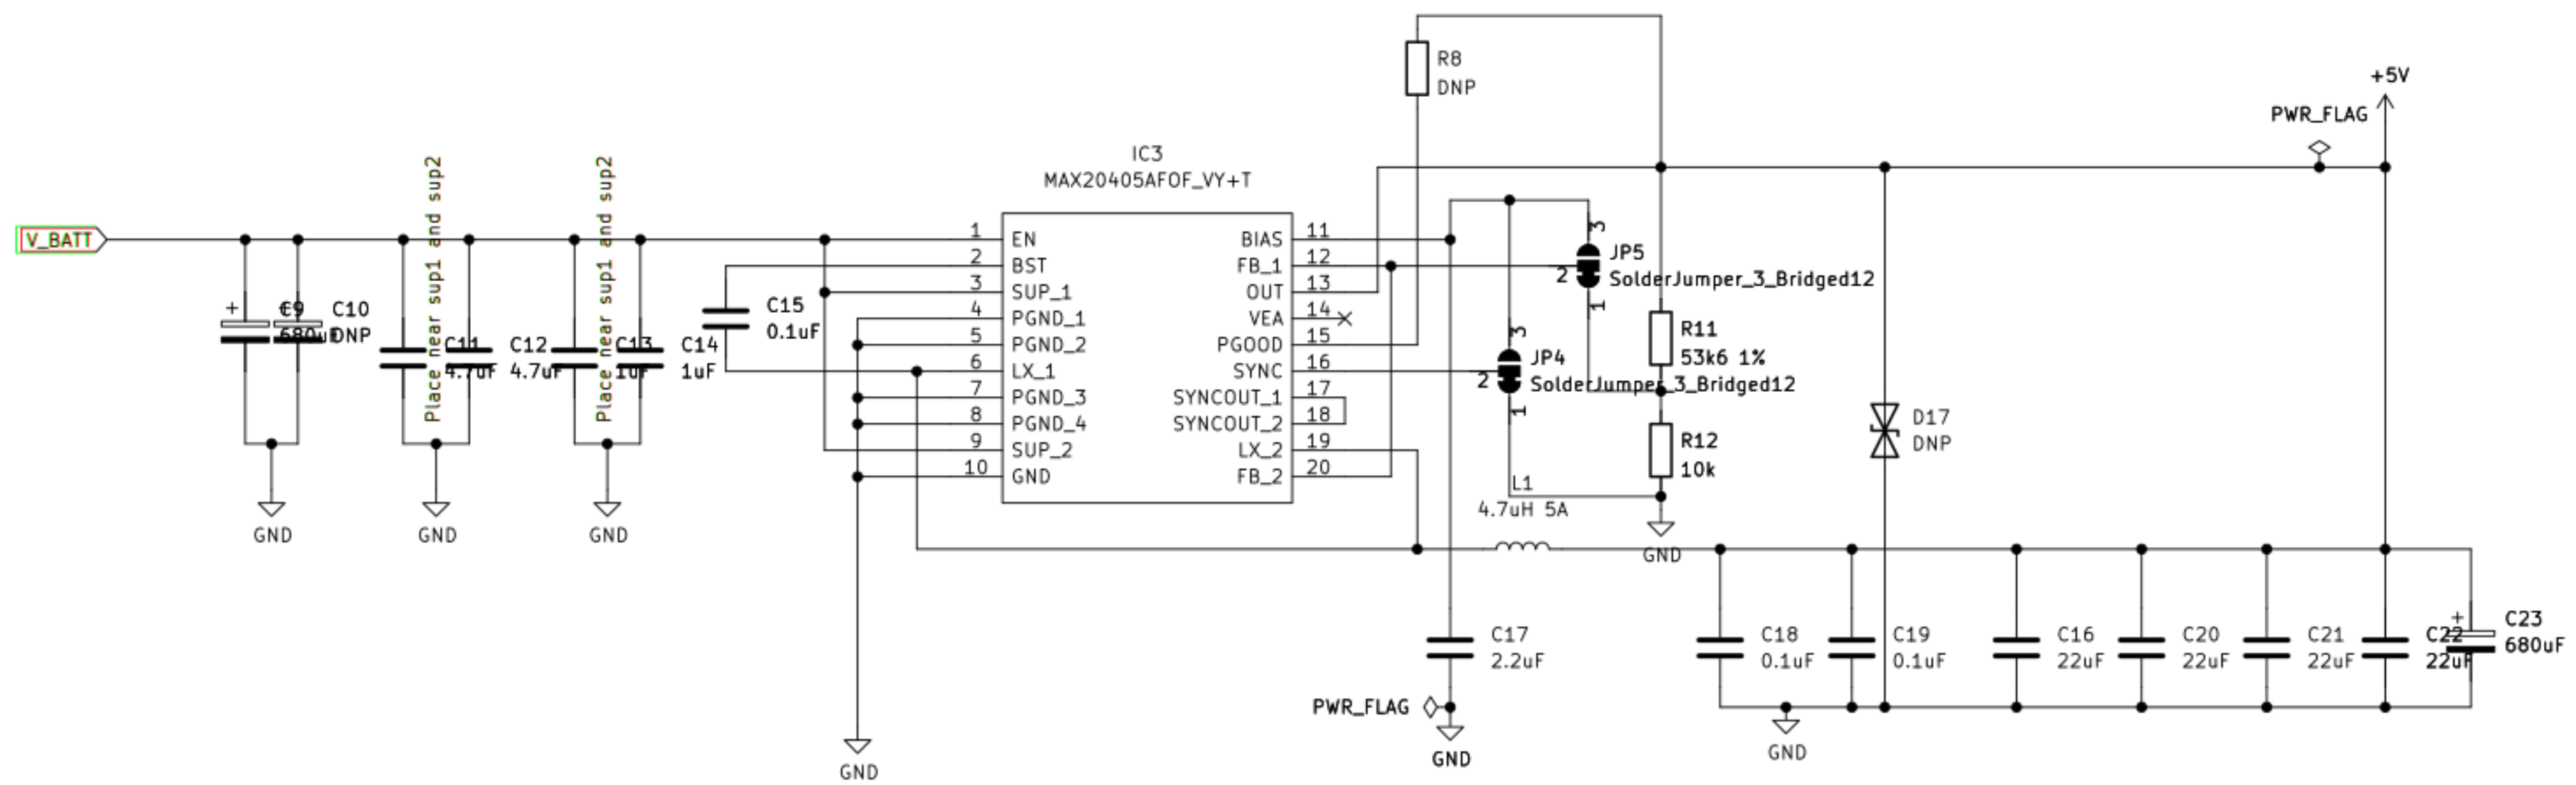 R8
DNP
+5V
PWR_FLAG
IC3
MAX20405AFOF_VY+T
Place near sup1 and sup2
Place near sup1 and sup2
V_BATT
1
EN
2
BST
3
SUP_1
4
PGND_1
5
PGND_2
6
LX_1
7
PGND_3
8
PGND_4
9
SUP_2
10
GND
BIAS
11
FB_1
12
OUT
13
VEA
14
PGOOD
15
SYNC
16
SYNCOUT_1
17
SYNCOUT_2
18
LX_2
19
FB_2
20
+
C9
680uF
+
C10
DNP
C11
4.7uF
C12
4.7uF
C13
1uF
C14
1uF
C15
0.1uF
GND
GND
GND
GND
3
JP5
2
SolderJumper_3_Bridged12
1
3
JP4
2
SolderJumper_3_Bridged12
1
R11
53k6 1%
R12
10k
GND
L1
4.7uH 5A
D17
DNP
C17
2.2uF
PWR_FLAG
GND
C18
0.1uF
C19
0.1uF
C16
22uF
C20
22uF
C21
22uF
C22
22uF
+
C23
680uF
GND